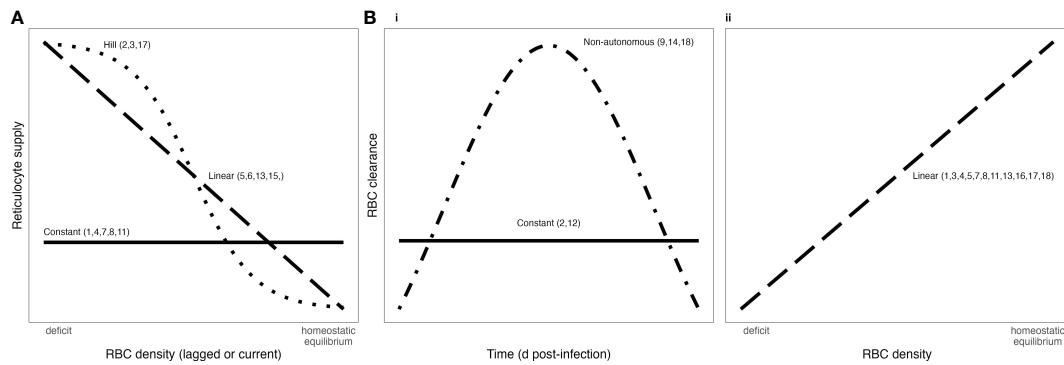 A
Hill (2,3,17)
Linear (5,6,13,15,)
Constant (1,4,7,8,11)
Reticulocyte supply
deficit
homeostatic
equilibrium
RBC density (lagged or current)
B
i
Non-autonomous (9,14,18)
Constant (2,12)
RBC clearance
Time (d post-infection)
ii
Linear (1,3,4,5,7,8,11,13,16,17,18)
deficit
homeostatic
equilibrium
RBC density